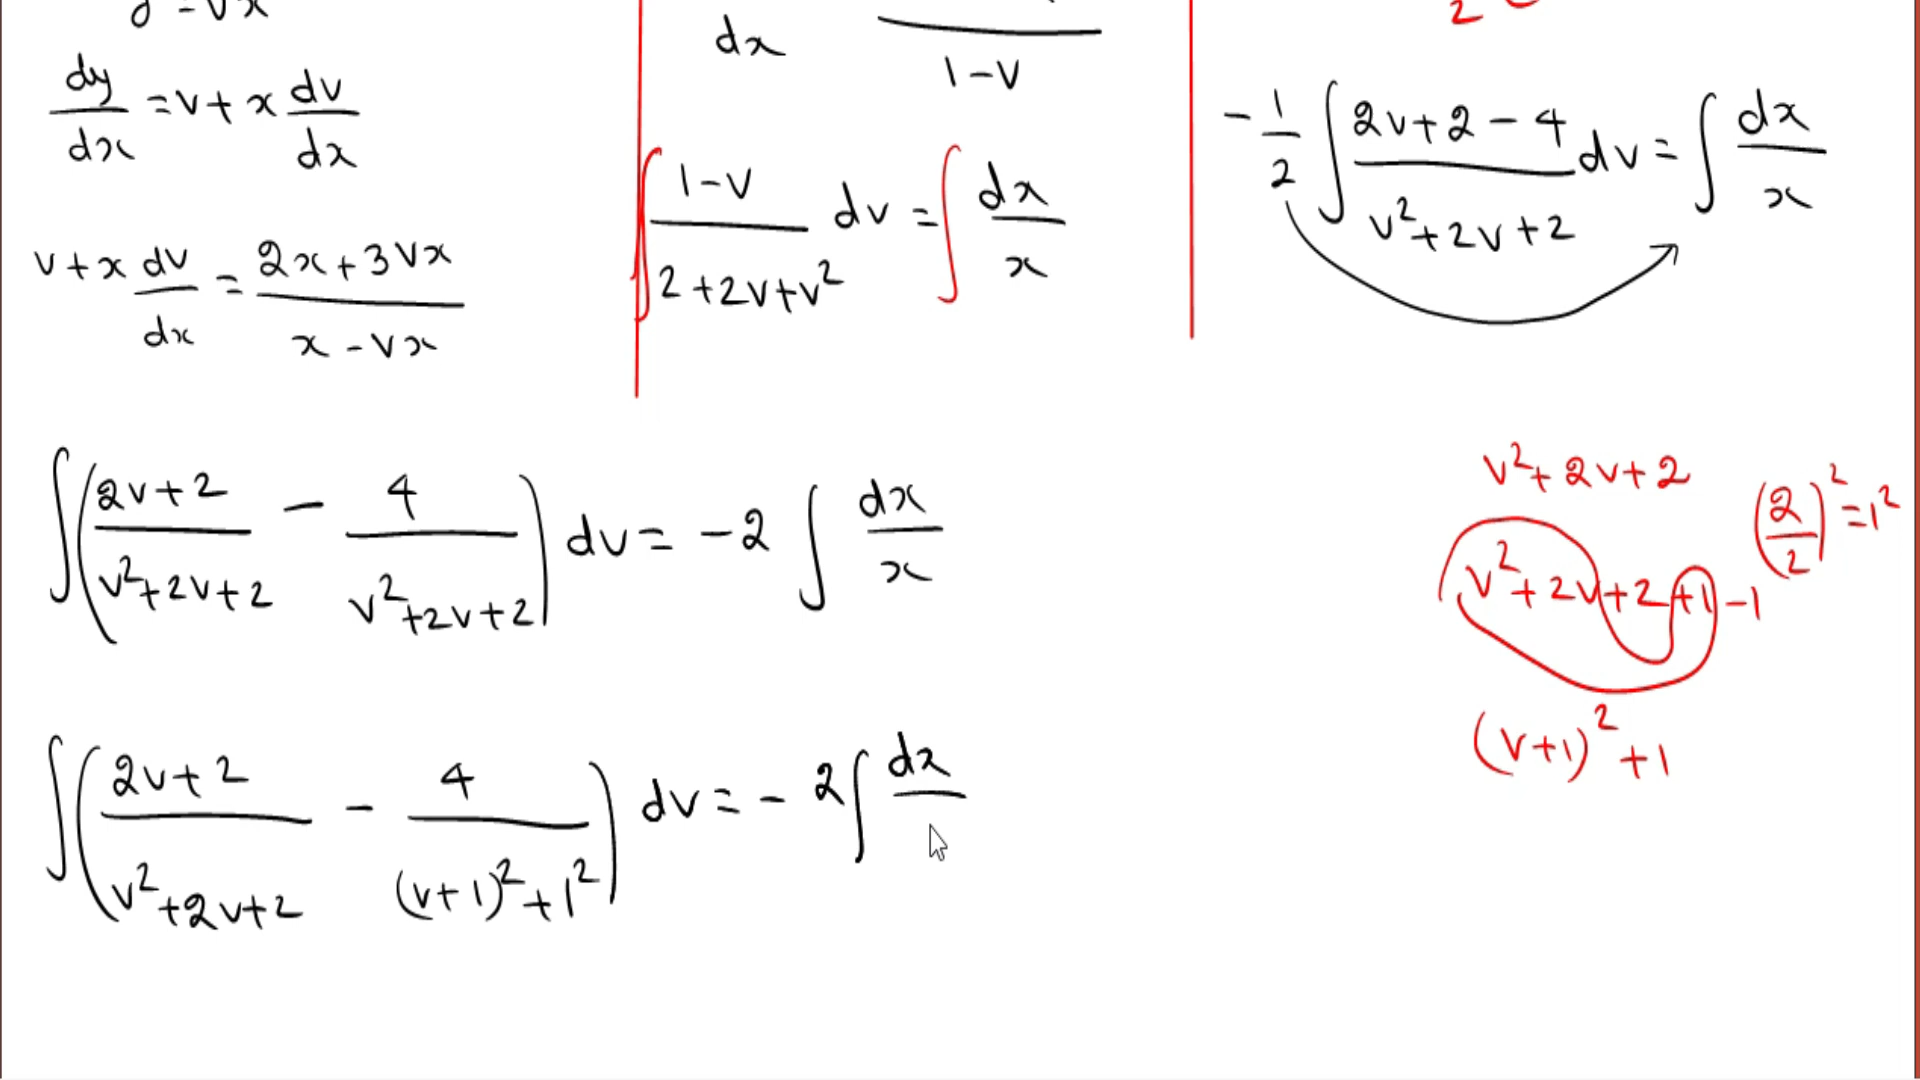 y = vx
dy/dx = v + x dv/dx
v + x dv/dx = (2x + 3vx)/(x - vx)
dx
1 - v
∫ (1 - v)/(2 + 2v + v²) dv = ∫ dx/x
2
-1/2 ∫ (2v + 2 - 4)/(v² + 2v + 2) dv = ∫ dx/x
∫ ((2v + 2)/(v² + 2v + 2) - 4/(v² + 2v + 2)) dv = -2 ∫ dx/x
∫ ((2v + 2)/(v² + 2v + 2) - 4/((v + 1)² + 1²)) dv = -2 ∫ dx
v² + 2v + 2
(2/2)² = 1²
v² + 2v + 2 + 1 - 1
(v + 1)² + 1